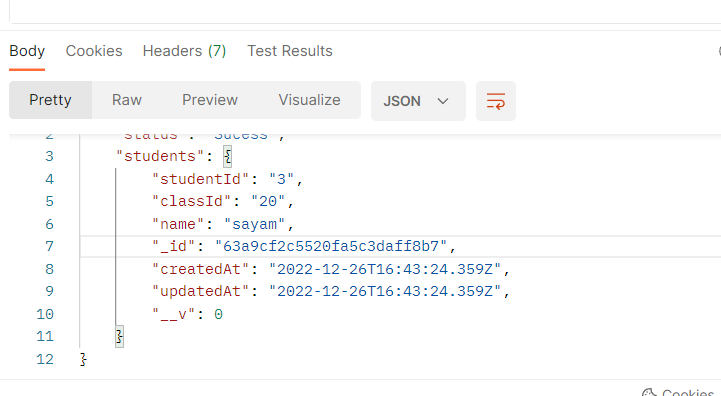 Body Cookies Headers (7) Test Results
Pretty Raw Preview Visualize JSON
2 "status": "Sucess",
3 "students": {
4 "studentId": "3",
5 "classId": "20",
6 "name": "sayam",
7 "_id": "63a9cf2c5520fa5c3daff8b7",
8 "createdAt": "2022-12-26T16:43:24.359Z",
9 "updatedAt": "2022-12-26T16:43:24.359Z",
10 "__v": 0
11 }
12 }
Cookies